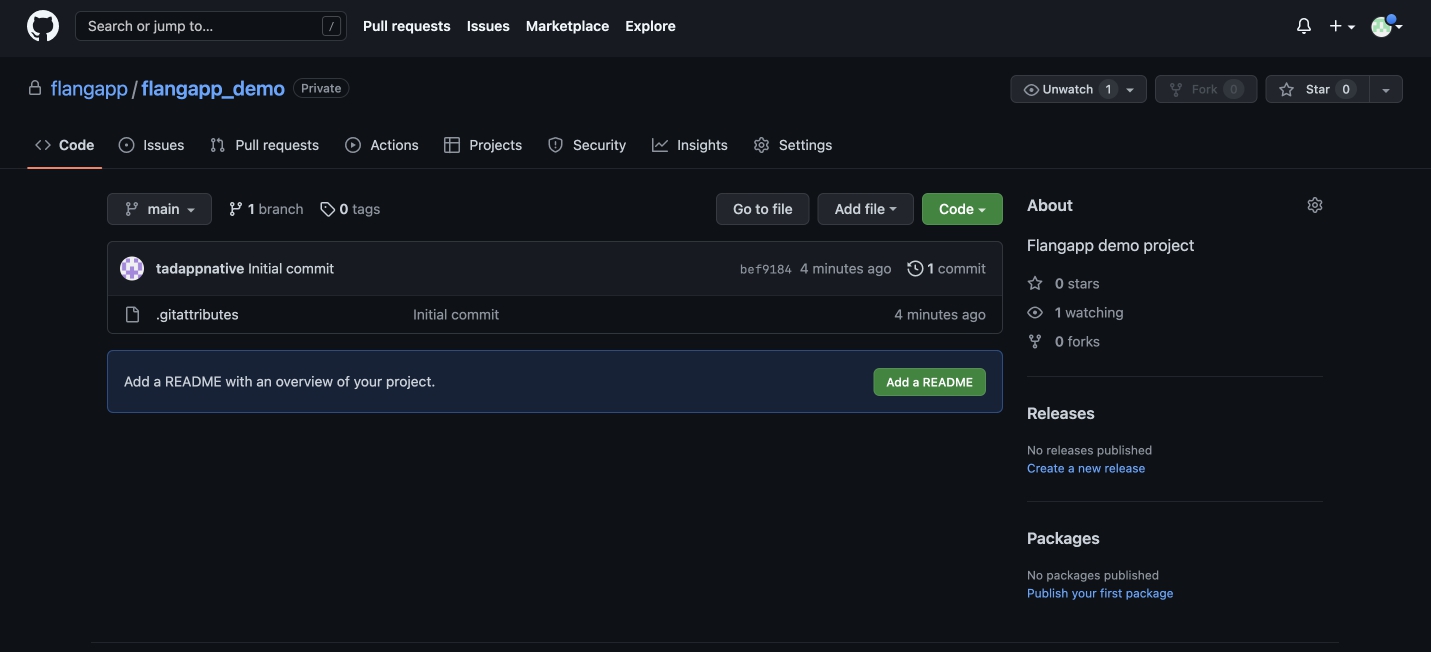 Search or jump to... /
Pull requests Issues Marketplace Explore
flangapp / flangapp_demo Private
Unwatch 1 Fork 0 Star 0
Code Issues Pull requests Actions Projects Security Insights Settings
main 1 branch 0 tags Go to file Add file Code
tadappnative Initial commit bef9184 4 minutes ago 1 commit
.gitattributes Initial commit 4 minutes ago
Add a README with an overview of your project. Add a README
About
Flangapp demo project
0 stars
1 watching
0 forks
Releases
No releases published
Create a new release
Packages
No packages published
Publish your first package